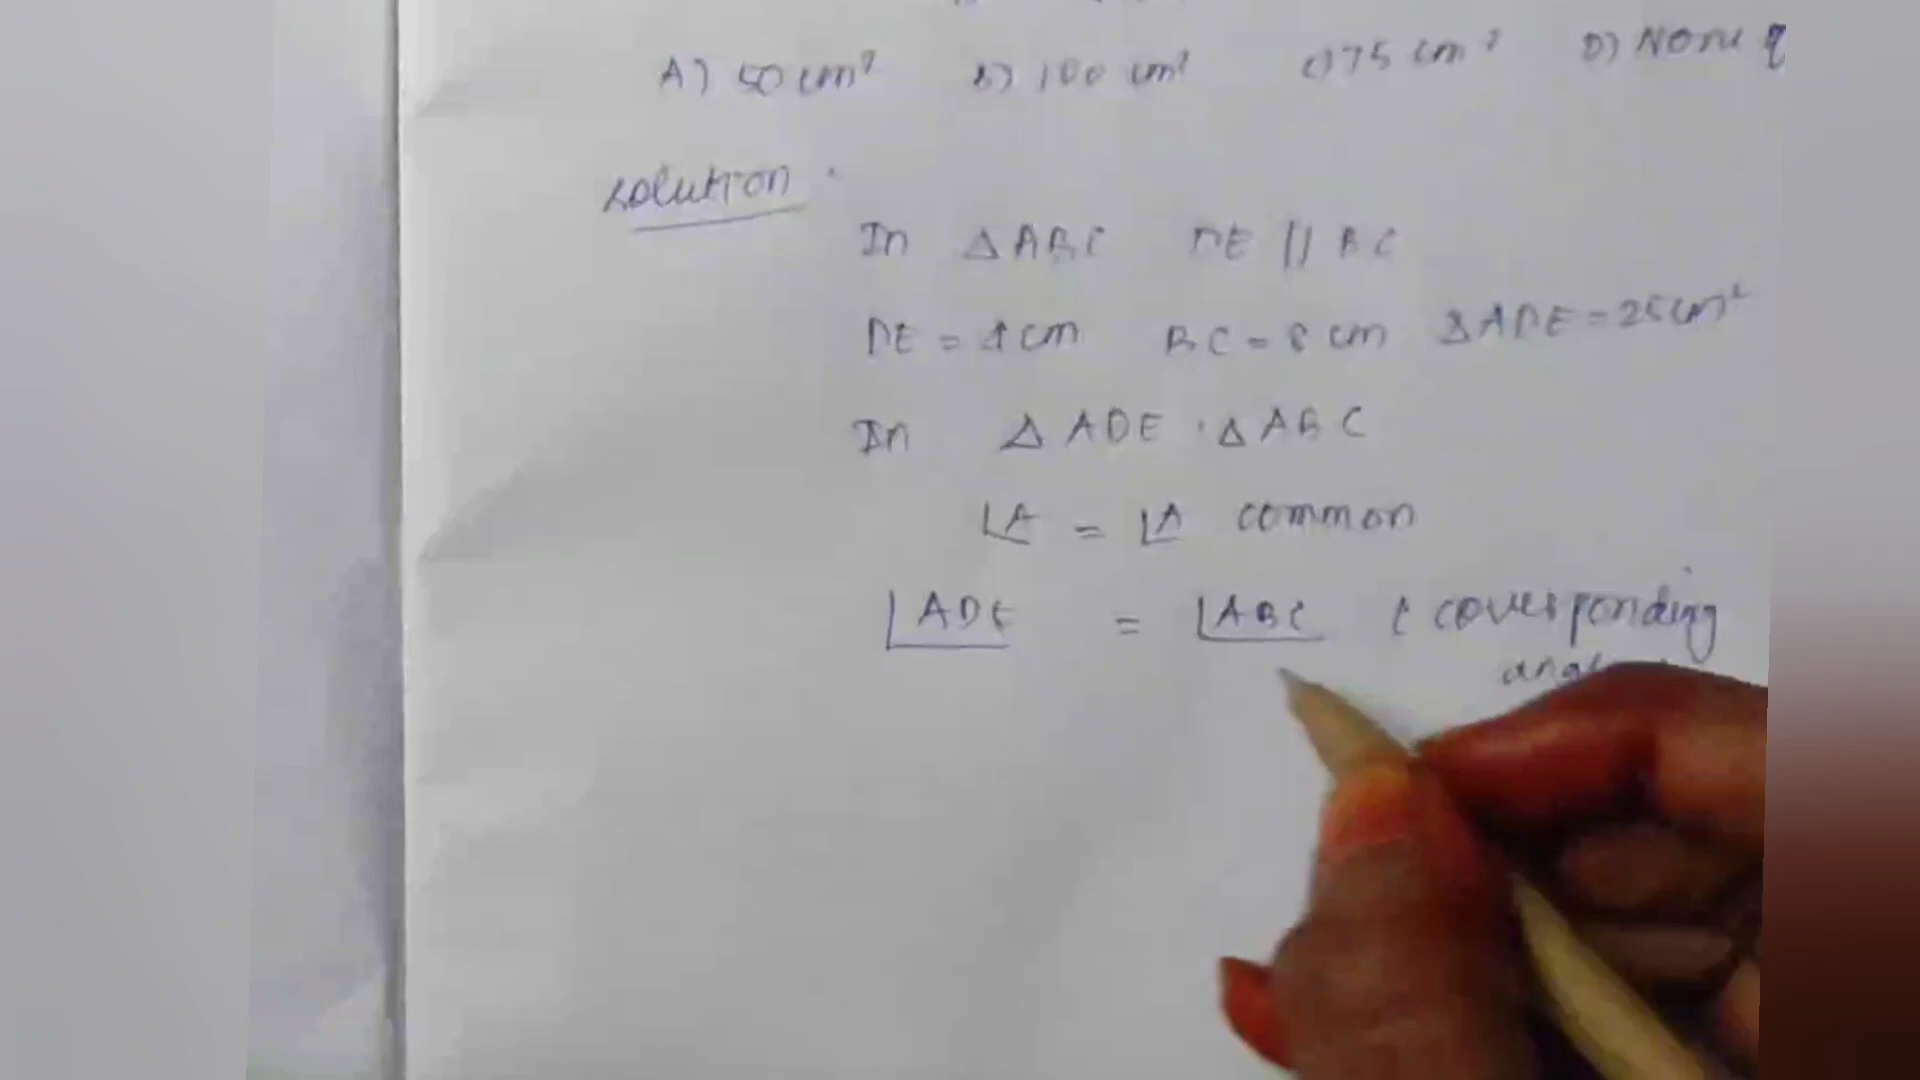 A) 50 cm² B) 100 cm² C) 75 cm² D) None
Solution.
In △ABC DE || BC
DE = 4 cm BC = 8 cm △ADE = 25 cm²
In △ADE, △ABC
∠A = ∠A common
∠ADE = ∠ABC ( corresponding